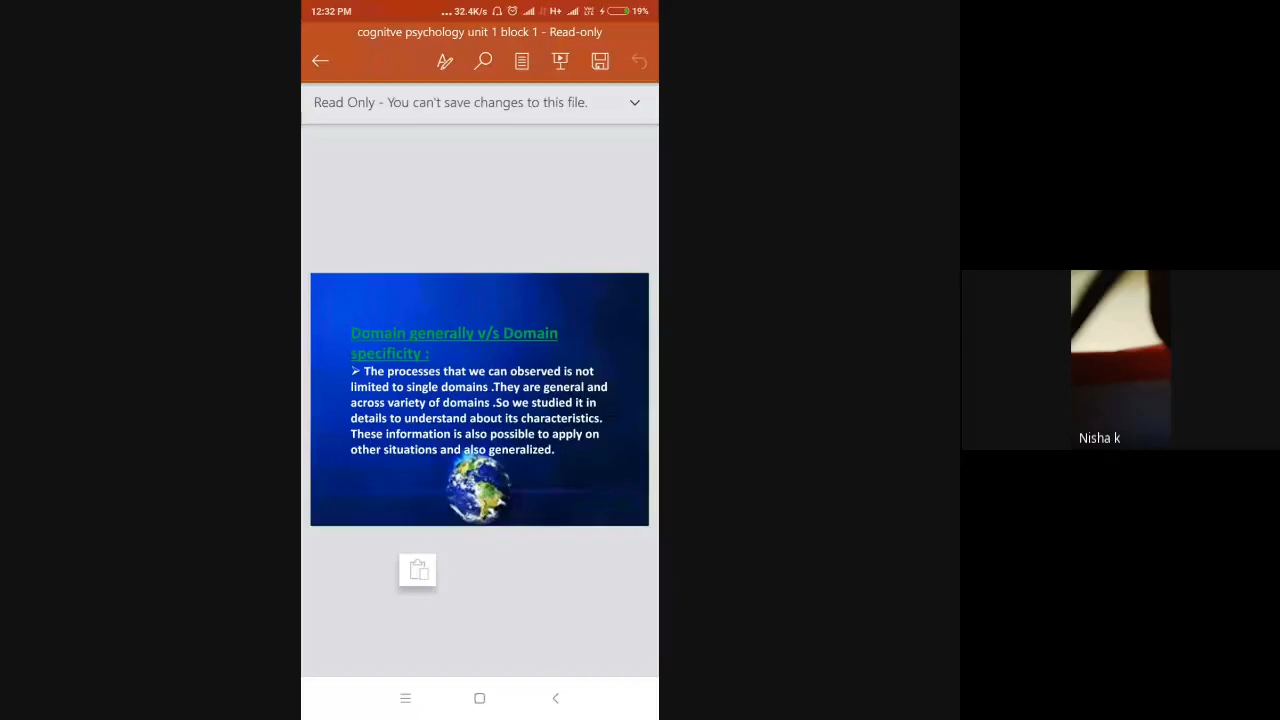 12:32 PM
... 32.4K/s
H+
19%
cognitve psychology unit 1 block 1 - Read-only
Read Only - You can't save changes to this file.
Domain generally v/s Domain
specificity :
➢ The processes that we can observed is not
limited to single domains .They are general and
across variety of domains .So we studied it in
details to understand about its characteristics.
These information is also possible to apply on
other situations and also generalized.
Nisha k